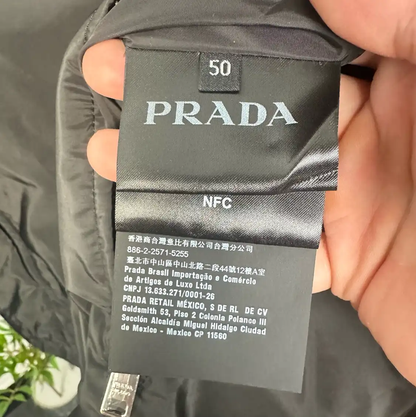 50
PRADA
NFC
香港商台灣普比有限公司台灣分公司
886-2-2571-5255
臺北市中山區中山北路二段44號12樓A室
Prada Brasil Importação e Comércio
de Artigos de Luxo Ltda
CNPJ 13.633.271/0001-26
PRADA RETAIL MÉXICO, S DE RL DE CV
Goldsmith 53, Piso 2 Colonia Polanco III
Sección Alcaldía Miguel Hidalgo Ciudad
de Mexico - Mexico CP 11560
PRADA